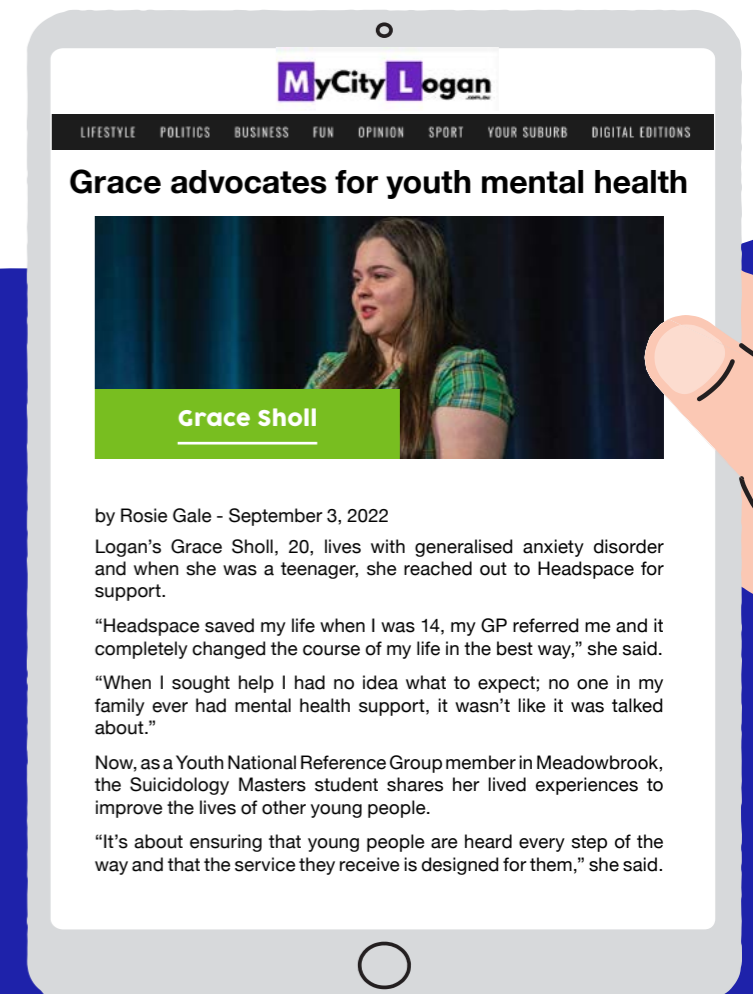 MyCity Logan
.com.au
LIFESTYLE POLITICS BUSINESS FUN OPINION SPORT YOUR SUBURB DIGITAL EDITIONS
Grace advocates for youth mental health
Grace Sholl
by Rosie Gale - September 3, 2022
Logan’s Grace Sholl, 20, lives with generalised anxiety disorder
and when she was a teenager, she reached out to Headspace for
support.
“Headspace saved my life when I was 14, my GP referred me and it
completely changed the course of my life in the best way,” she said.
“When I sought help I had no idea what to expect; no one in my
family ever had mental health support, it wasn’t like it was talked
about.”
Now, as a Youth National Reference Group member in Meadowbrook,
the Suicidology Masters student shares her lived experiences to
improve the lives of other young people.
“It’s about ensuring that young people are heard every step of the
way and that the service they receive is designed for them,” she said.